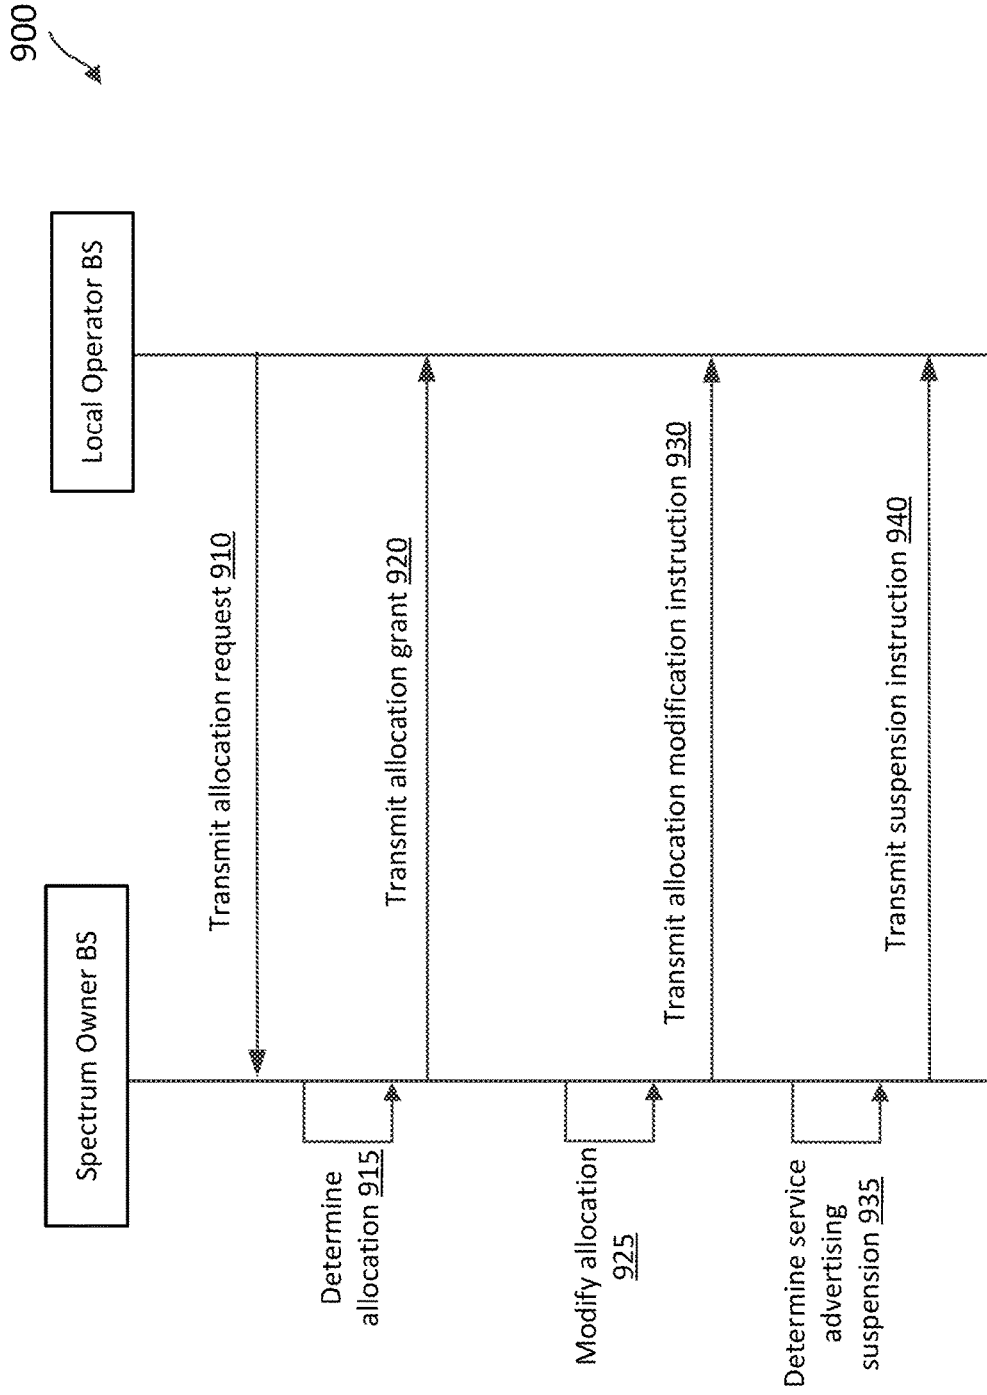 900
Spectrum Owner BS
Local Operator BS
Transmit allocation request 910
Determine
allocation 915
Transmit allocation grant 920
Modify allocation
925
Transmit allocation modification instruction 930
Determine service
advertising
suspension 935
Transmit suspension instruction 940